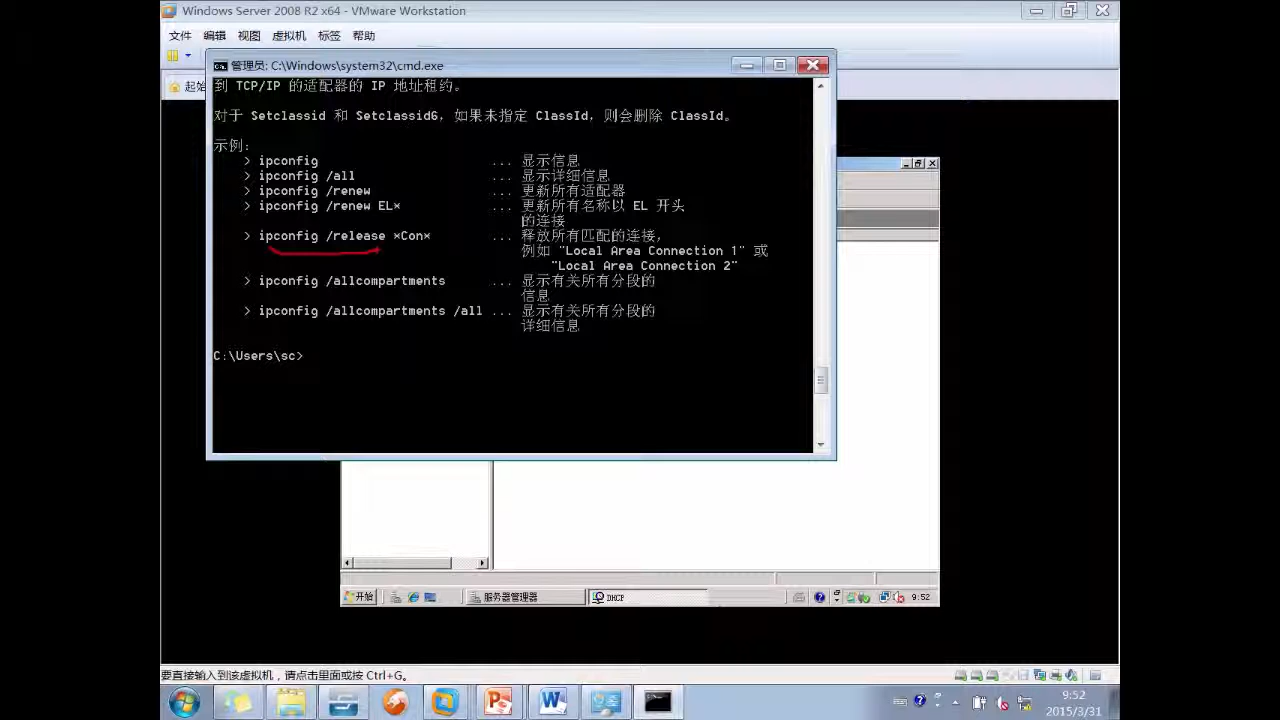 Windows Server 2008 R2 x64 - VMware Workstation
文件 编辑 视图 虚拟机 标签 帮助
管理员: C:\Windows\system32\cmd.exe
起始
到 TCP/IP 的适配器的 IP 地址租约。
对于 Setclassid 和 Setclassid6，如果未指定 ClassId，则会删除 ClassId。
示例:
> ipconfig ... 显示信息
> ipconfig /all ... 显示详细信息
> ipconfig /renew ... 更新所有适配器
> ipconfig /renew EL* ... 更新所有名称以 EL 开头
的连接
> ipconfig /release *Con* ... 释放所有匹配的连接，
例如 "Local Area Connection 1" 或
"Local Area Connection 2"
> ipconfig /allcompartments ... 显示有关所有分段的
信息
> ipconfig /allcompartments /all ... 显示有关所有分段的
详细信息
C:\Users\sc>
开始 服务器管理器 DHCP 9:52
要直接输入到该虚拟机，请点击里面或按 Ctrl+G。
9:52
2015/3/31